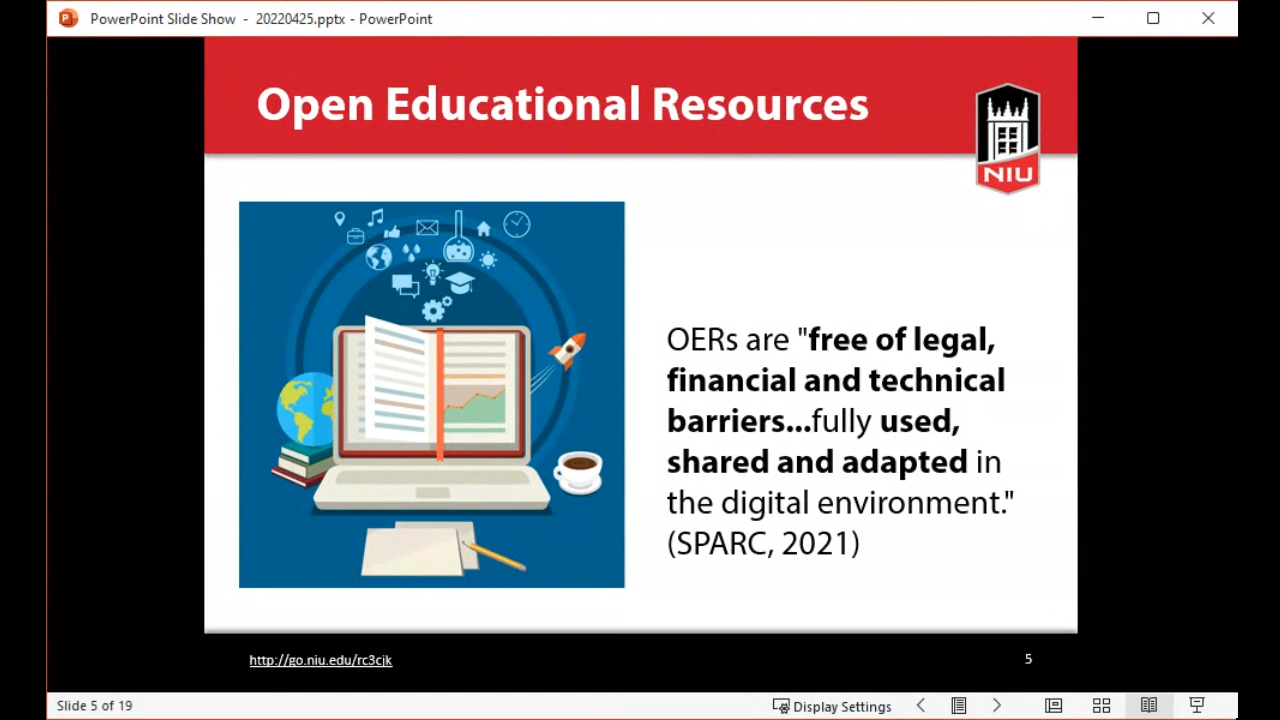 PowerPoint Slide Show - 20220425.pptx - PowerPoint
Open Educational Resources
NIU
OERs are "free of legal,
financial and technical
barriers...fully used,
shared and adapted in
the digital environment."
(SPARC, 2021)
http://go.niu.edu/rc3cjk
5
Slide 5 of 19
Display Settings